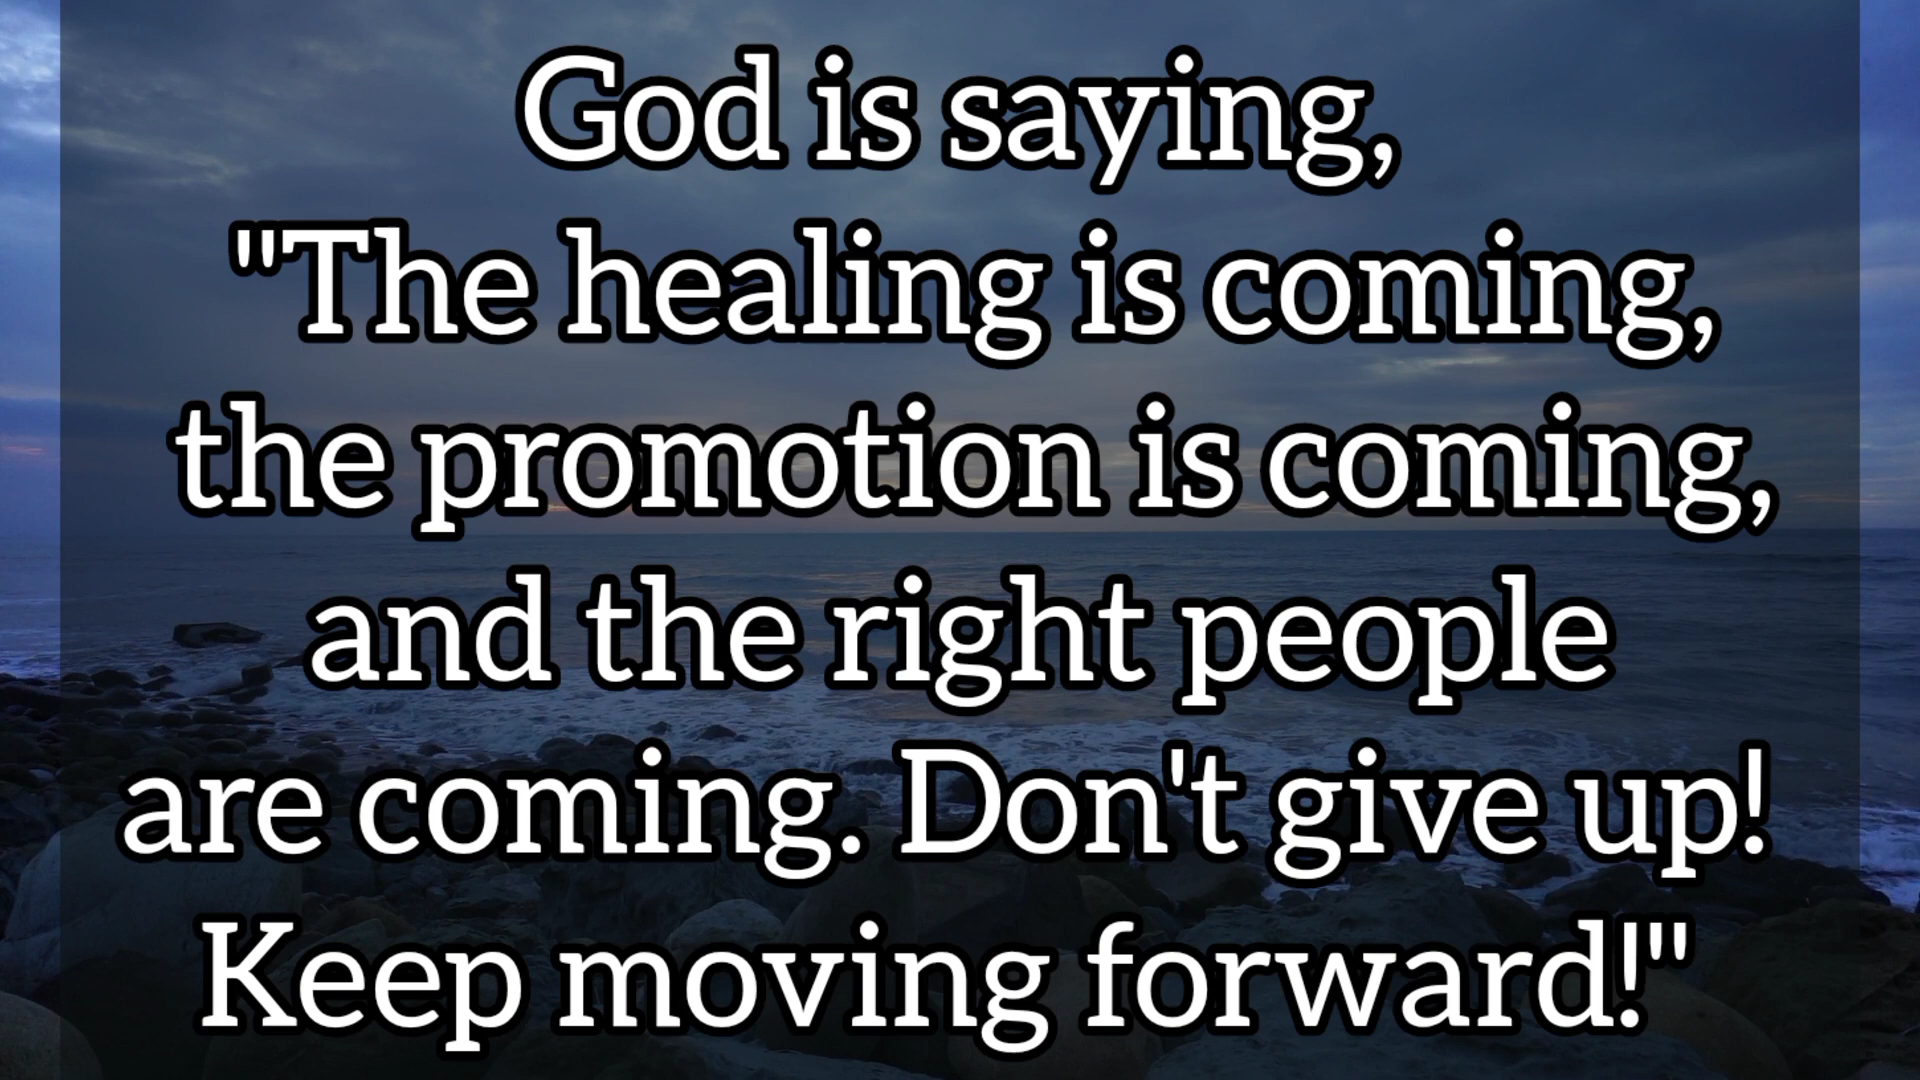 God is saying,
"The healing is coming,
the promotion is coming,
and the right people
are coming. Don't give up!
Keep moving forward!"